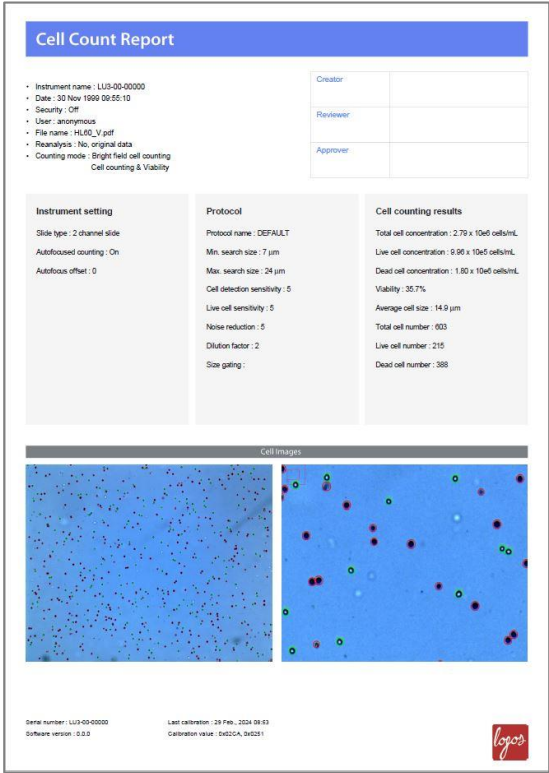 Cell Count Report
• Instrument name : LU3-00-00000
• Date : 30 Nov 1999 09:55:10
• Security : Off
• User : anonymous
• File name : HL60_V.pdf
• Reanalysis : No, original data
• Counting mode : Bright field cell counting
Cell counting & Viability
Creator
Reviewer
Approver
Instrument setting
Slide type : 2 channel slide
Autofocused counting : On
Autofocus offset : 0
Protocol
Protocol name : DEFAULT
Min. search size : 7 µm
Max. search size : 24 µm
Cell detection sensitivity : 5
Live cell sensitivity : 5
Noise reduction : 5
Dilution factor : 2
Size gating :
Cell counting results
Total cell concentration : 2.79 x 10e6 cells/mL
Live cell concentration : 9.96 x 10e5 cells/mL
Dead cell concentration : 1.80 x 10e6 cells/mL
Viability : 35.7%
Average cell size : 14.9 µm
Total cell number : 603
Live cell number : 215
Dead cell number : 388
Cell Images
Serial number : LU3-00-00000
Software version : 0.0.0
Last calibration : 29 Feb., 2024 08:53
Calibration value : 0x02CA, 0x0251
logos